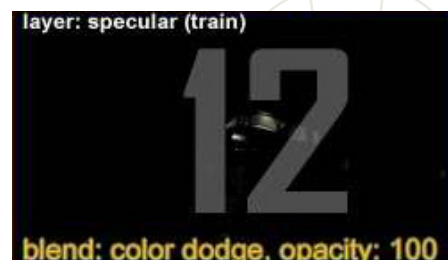 layer: specular (train)
12
blend: color dodge, opacity: 100